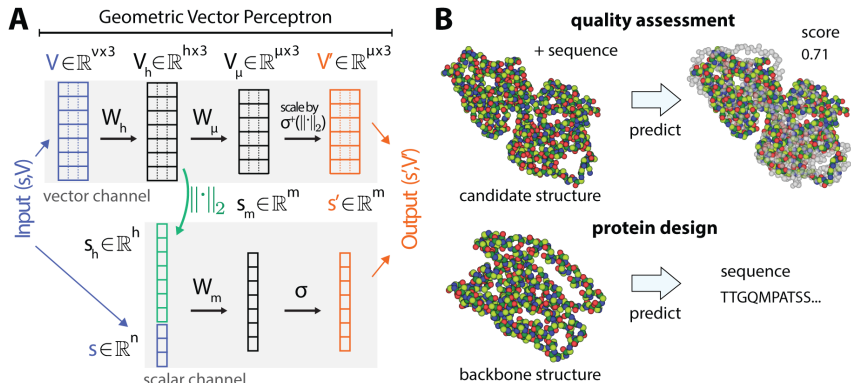 A
Geometric Vector Perceptron
V ∈ ℝ^{ν×3}
V_h ∈ ℝ^{h×3}
V_μ ∈ ℝ^{μ×3}
V' ∈ ℝ^{μ×3}
W_h
W_μ
scale by
σ⁺(‖·‖₂)
Input (s,V)
vector channel
‖·‖₂
s_m ∈ ℝ^m
s' ∈ ℝ^m
Output (s',V')
s_h ∈ ℝ^h
W_m
σ
s ∈ ℝ^n
scalar channel
B
quality assessment
+ sequence
score
0.71
predict
candidate structure
protein design
sequence
TTGQMPATSS...
predict
backbone structure